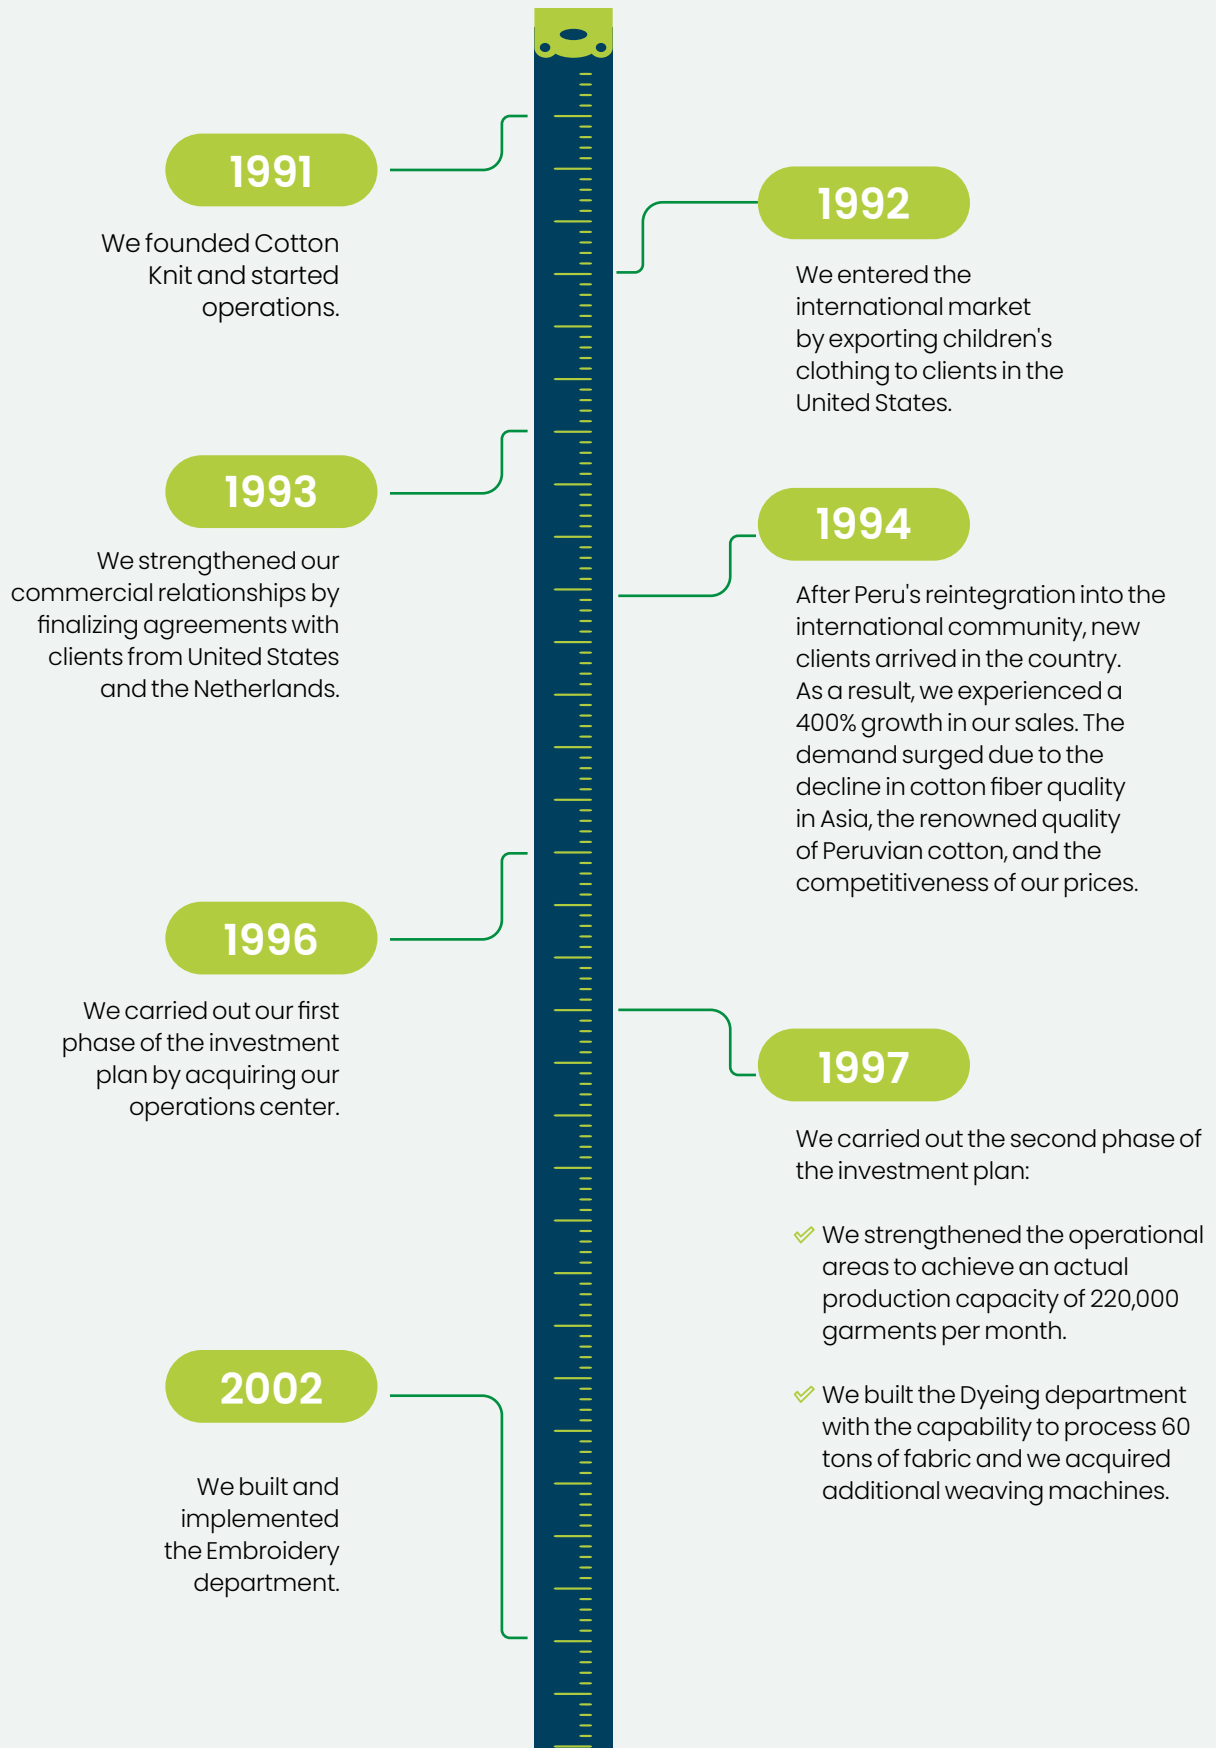 1991
We founded Cotton
Knit and started
operations.
1992
We entered the
international market
by exporting children's
clothing to clients in the
United States.
1993
We strengthened our
commercial relationships by
finalizing agreements with
clients from United States
and the Netherlands.
1994
After Peru's reintegration into the
international community, new
clients arrived in the country.
As a result, we experienced a
400% growth in our sales. The
demand surged due to the
decline in cotton fiber quality
in Asia, the renowned quality
of Peruvian cotton, and the
competitiveness of our prices.
1996
We carried out our first
phase of the investment
plan by acquiring our
operations center.
1997
We carried out the second phase of
the investment plan:
We strengthened the operational
areas to achieve an actual
production capacity of 220,000
garments per month.
We built the Dyeing department
with the capability to process 60
tons of fabric and we acquired
additional weaving machines.
2002
We built and
implemented
the Embroidery
department.